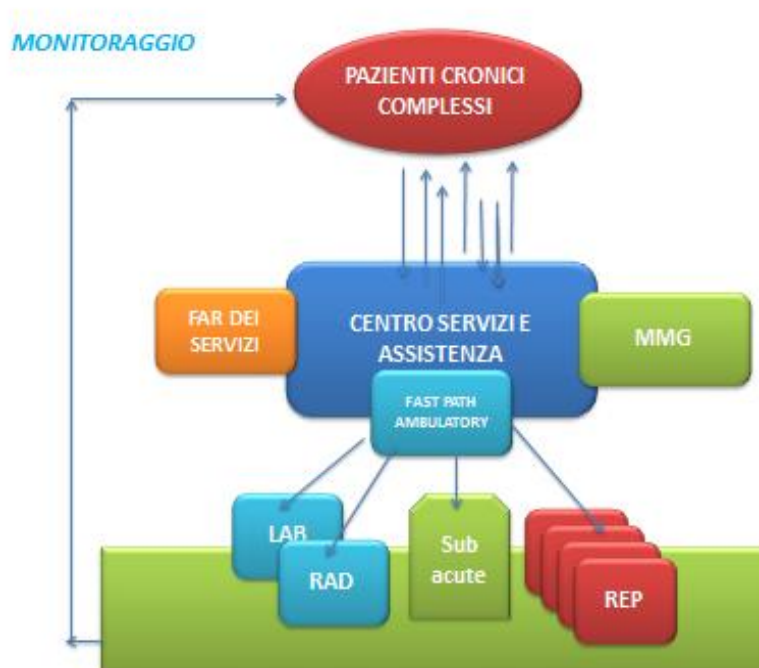 MONITORAGGIO
PAZIENTI CRONICI
COMPLESSI
FAR DEI
SERVIZI
CENTRO SERVIZI E
ASSISTENZA
MMG
FAST PATH
AMBULATORY
LAB
RAD
Sub
acute
REP